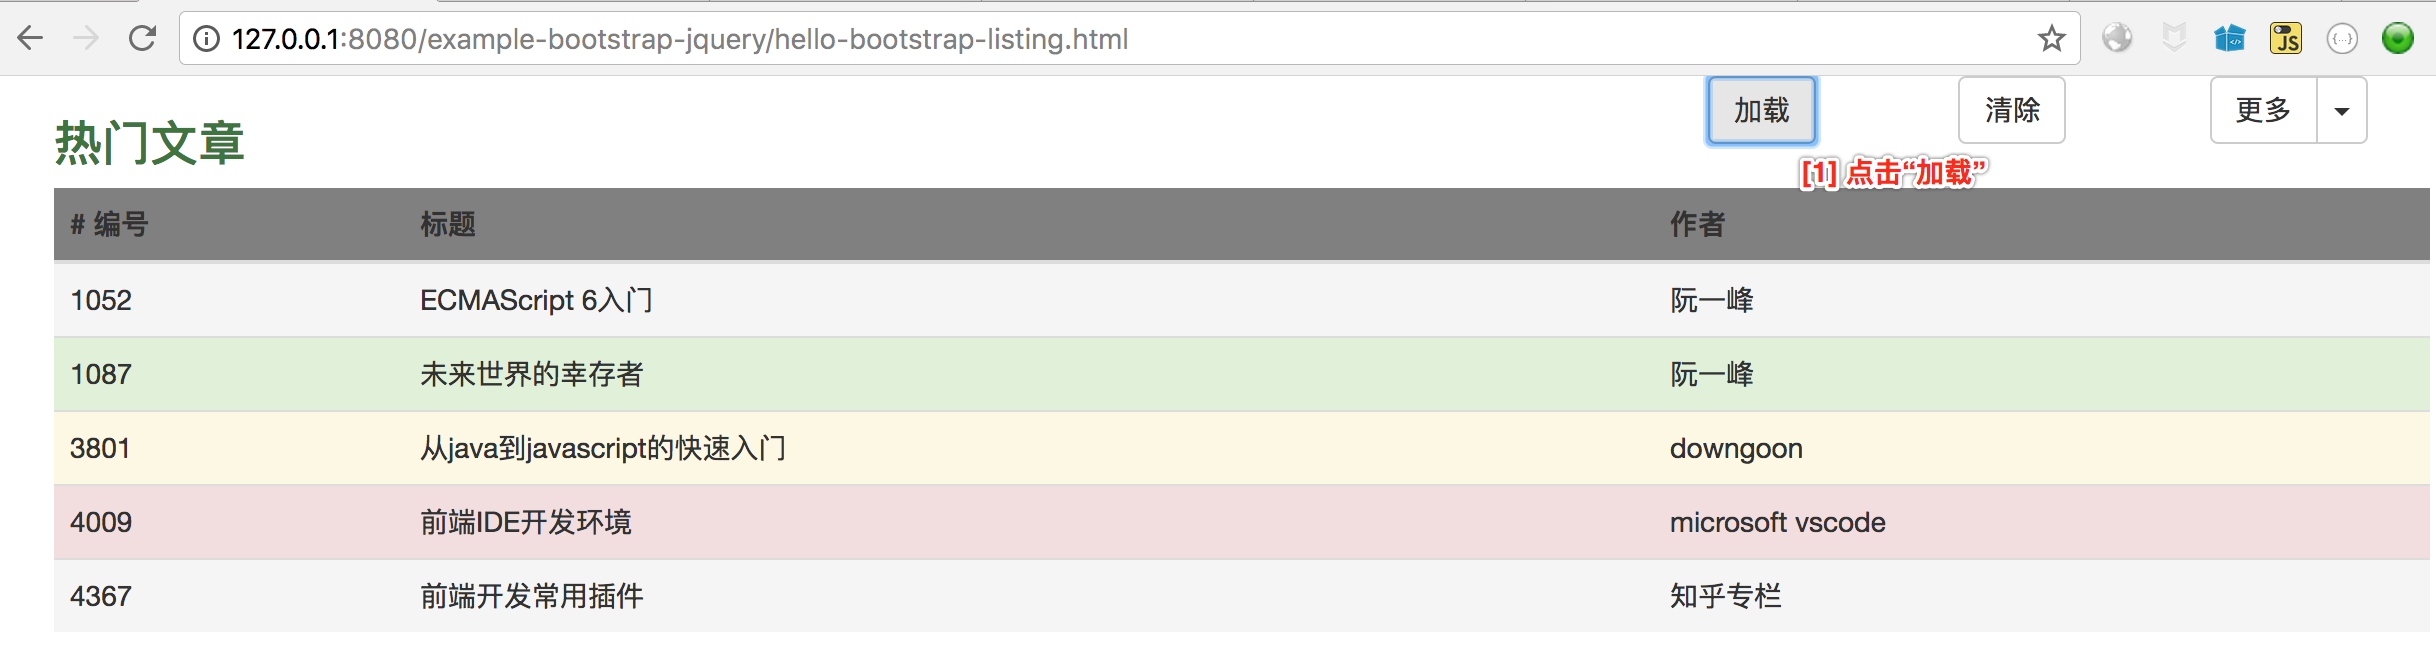 127.0.0.1:8080/example-bootstrap-jquery/hello-bootstrap-listing.html
JS
热门文章
加载 清除 更多
[1] 点击“加载”
# 编号 标题 作者
1052 ECMAScript 6入门 阮一峰
1087 未来世界的幸存者 阮一峰
3801 从java到javascript的快速入门 downgoon
4009 前端IDE开发环境 microsoft vscode
4367 前端开发常用插件 知乎专栏